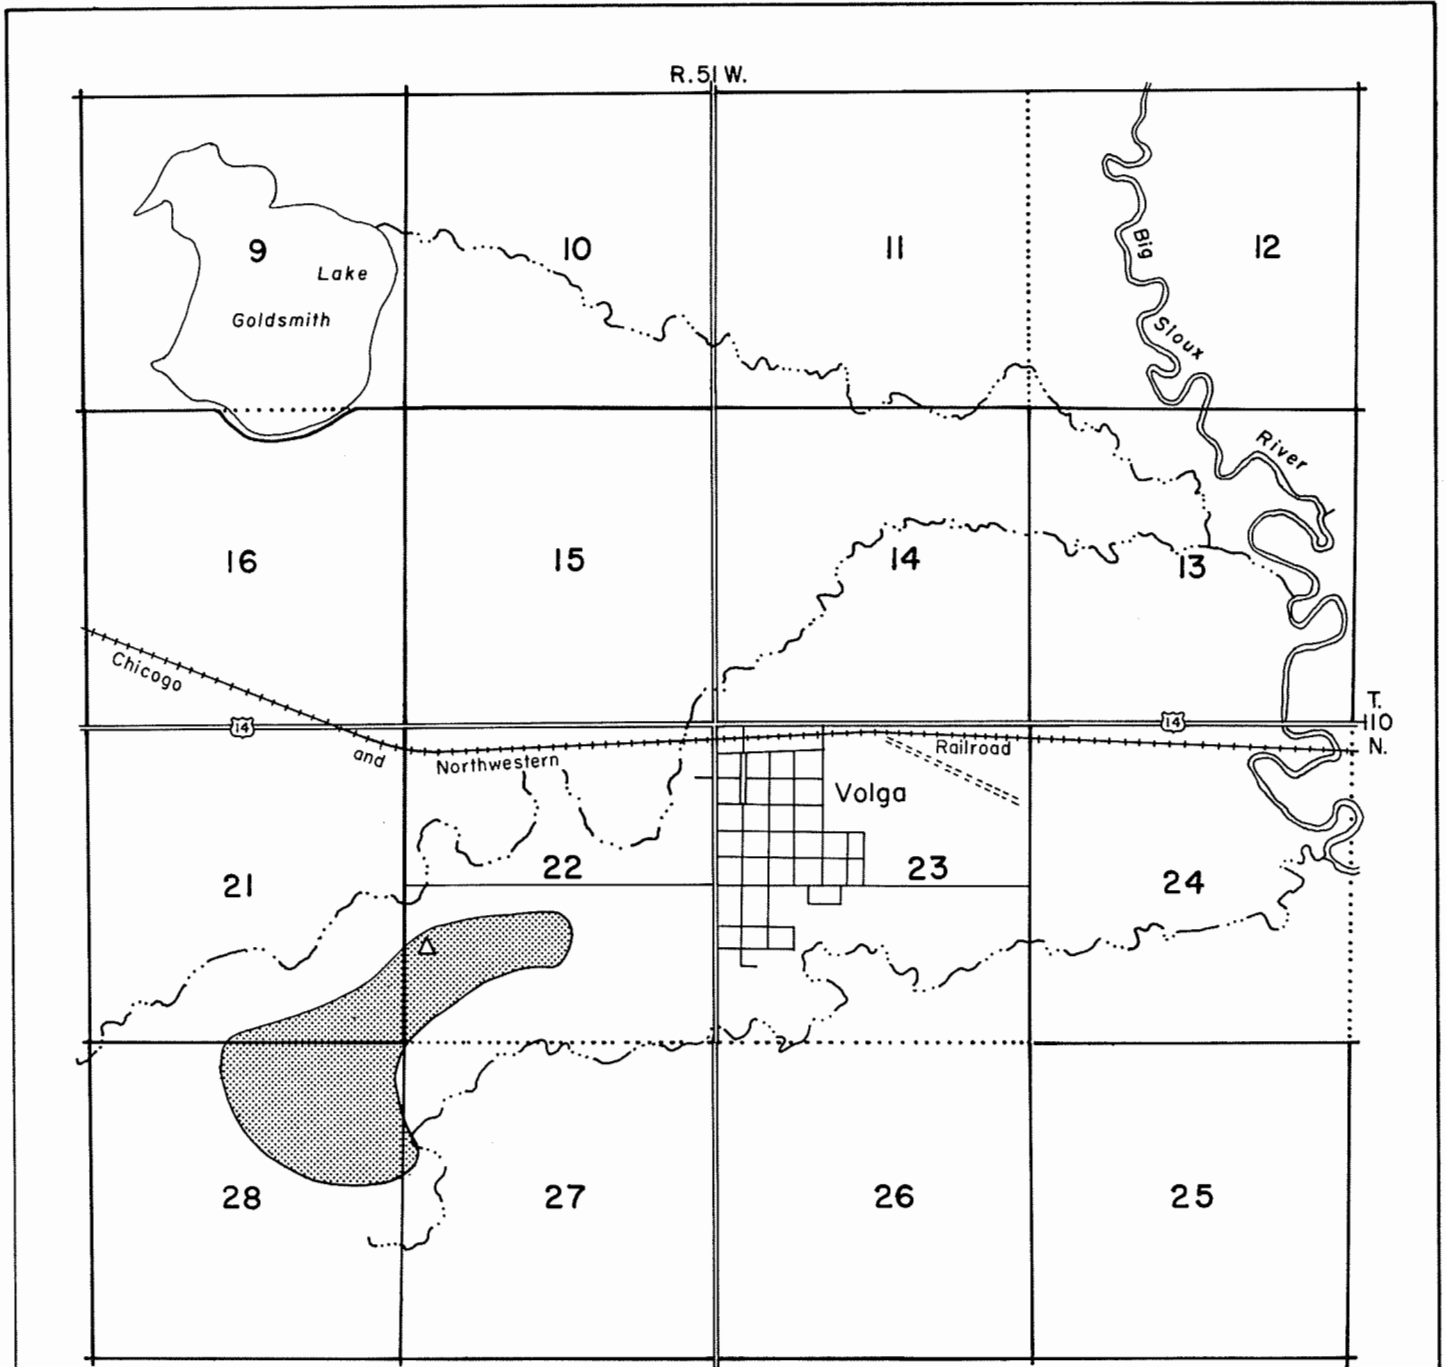 R. 51 W.
9
10
11
12
Lake
Goldsmith
Big
Sioux
River
16
15
14
13
Chicogo
and
Northwestern
Railroad
14
14
T.
110
N.
Volga
21
22
23
24
28
27
26
25